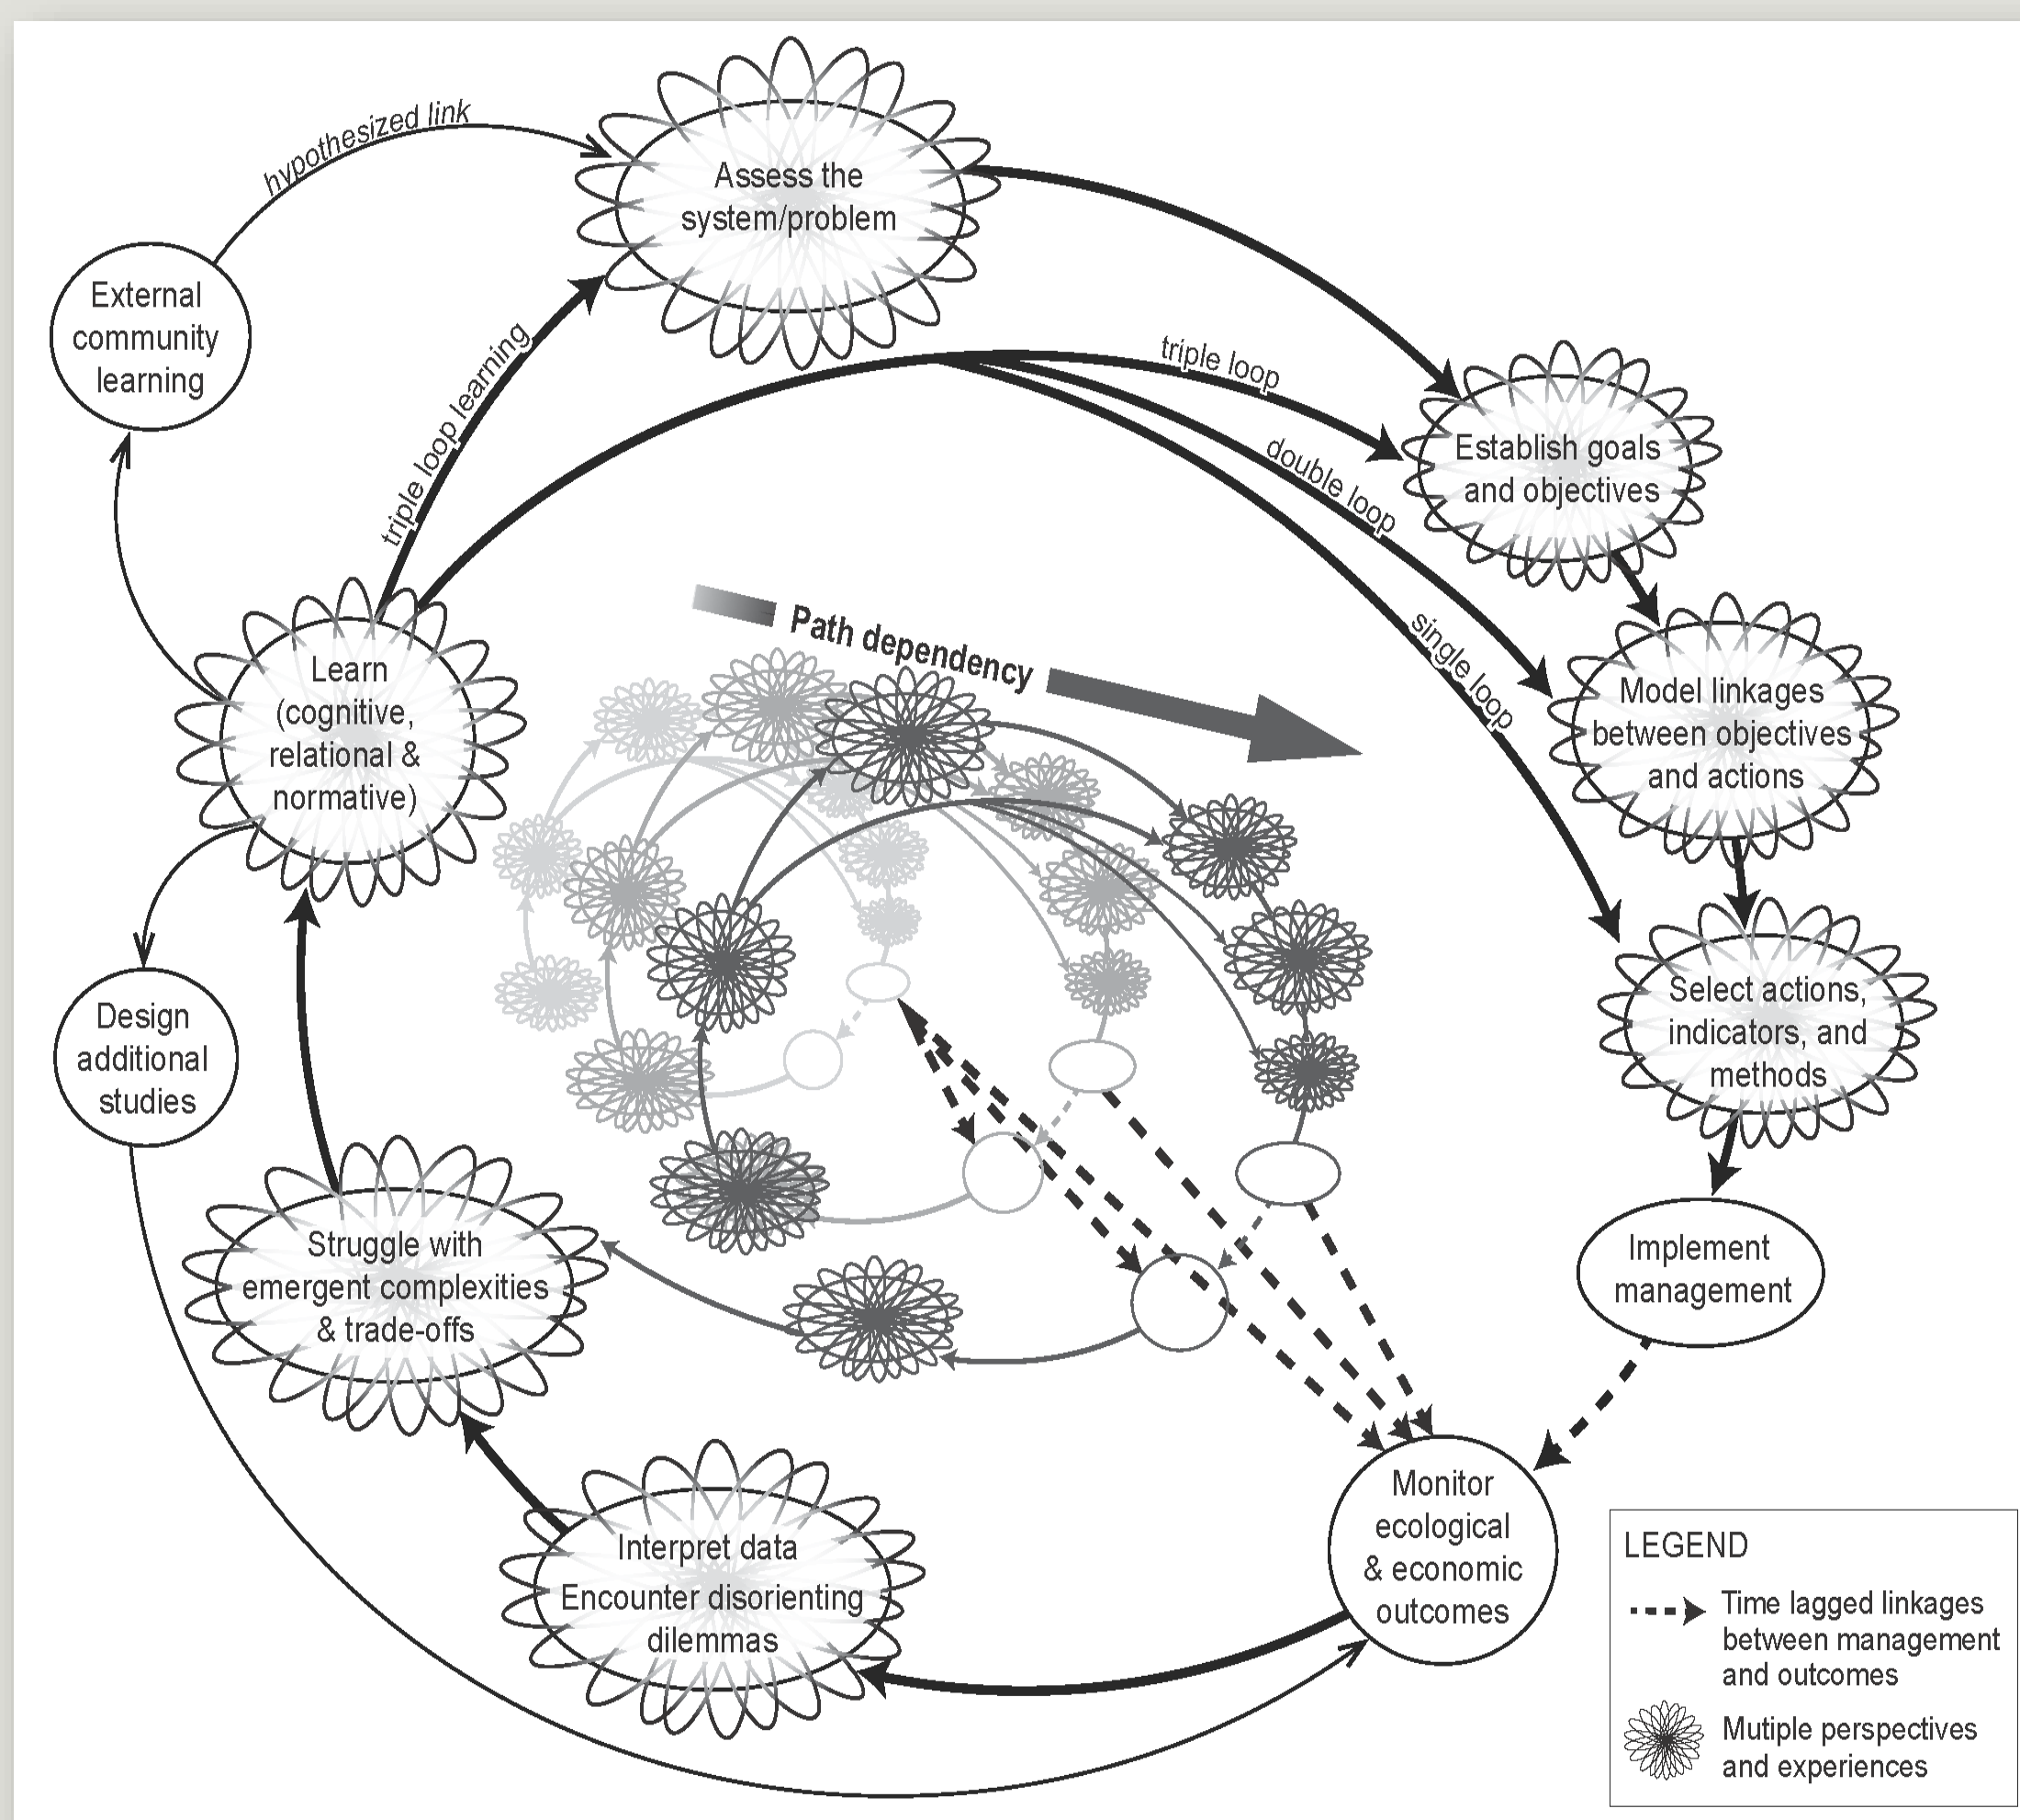 hypothesized link
Assess the
system/problem
External
community
learning
triple loop learning
triple loop
double loop
single loop
Establish goals
and objectives
Learn
(cognitive,
relational &
normative)
Path dependency
Model linkages
between objectives
and actions
Select actions,
indicators, and
methods
Design
additional
studies
Implement
management
Struggle with
emergent complexities
& trade-offs
Monitor
ecological
& economic
outcomes
Interpret data
Encounter disorienting
dilemmas
LEGEND
Time lagged linkages
between management
and outcomes
Mutiple perspectives
and experiences